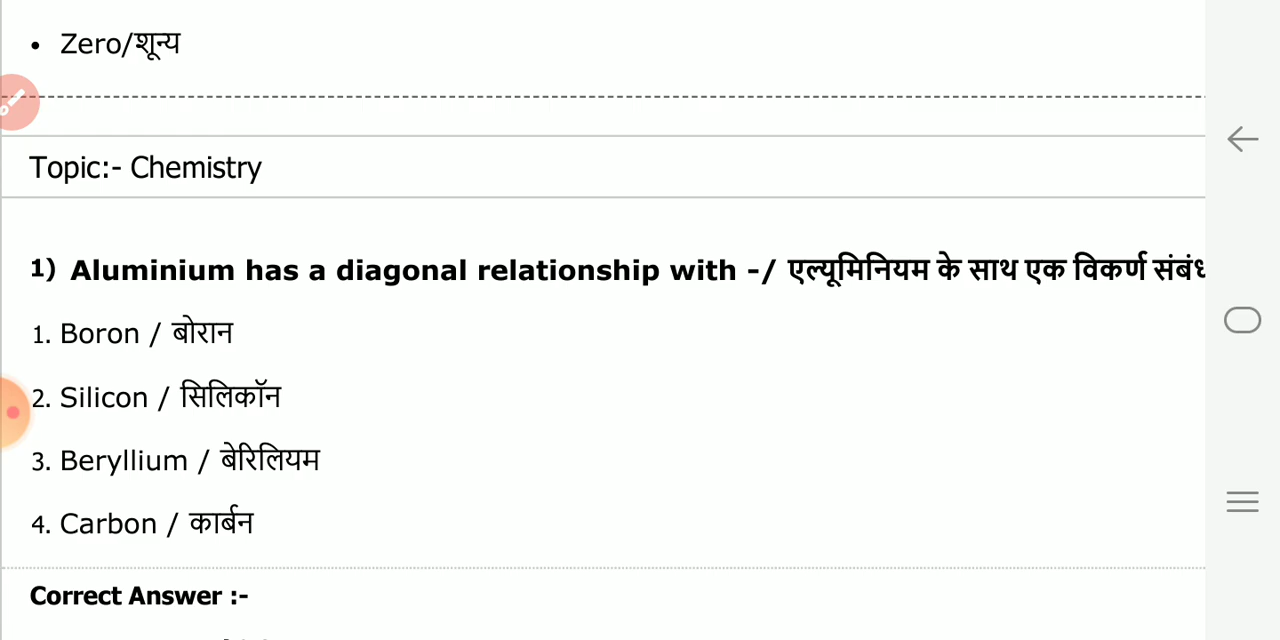 • Zero/शून्य
Topic:- Chemistry
1) Aluminium has a diagonal relationship with -/ एल्यूमिनियम के साथ एक विकर्ण
1. Boron / बोरान
2. Silicon / सिलिकॉन
3. Beryllium / बेरिलियम
4. Carbon / कार्बन
Correct Answer :-